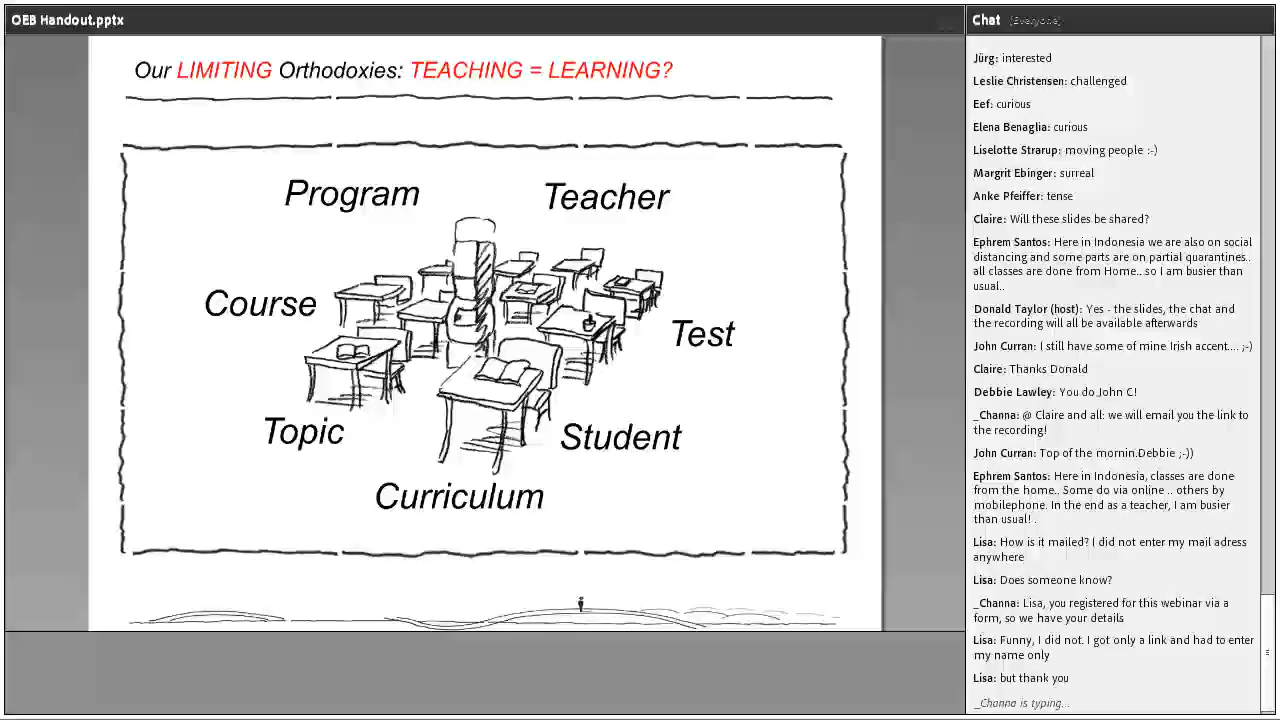 OEB Handout.pptx
Our LIMITING Orthodoxies: TEACHING = LEARNING?
Program
Teacher
Course
Test
Topic
Student
Curriculum
Chat (Everyone)
Jürg: interested
Leslie Christensen: challenged
Eef: curious
Elena Benaglia: curious
Liselotte Strarup: moving people :-)
Margrit Ebinger: surreal
Anke Pfeiffer: tense
Claire: Will these slides be shared?
Ephrem Santos: Here in Indonesia we are also on social
distancing and some parts are on partial quarantines..
all classes are done from Home.. so I am busier than
usual..
Donald Taylor (host): Yes - the slides, the chat and
the recording will all be available afterwards
John Curran: I still have some of mine Irish accent.... ;-)
Claire: Thanks Donald
Debbie Lawley: You do John C!
_Channa: @ Claire and all: we will email you the link to
the recording!
John Curran: Top of the mornin.Debbie ;-))
Ephrem Santos: Here in Indonesia, classes are done
from the home.. Some do via online .. others by
mobilephone. In the end as a teacher, I am busier
than usual! .
Lisa: How is it mailed? I did not enter my mail adress
anywhere
Lisa: Does someone know?
_Channa: Lisa, you registered for this webinar via a
form, so we have your details
Lisa: Funny, I did not. I got only a link and had to enter
my name only
Lisa: but thank you
_Channa is typing...